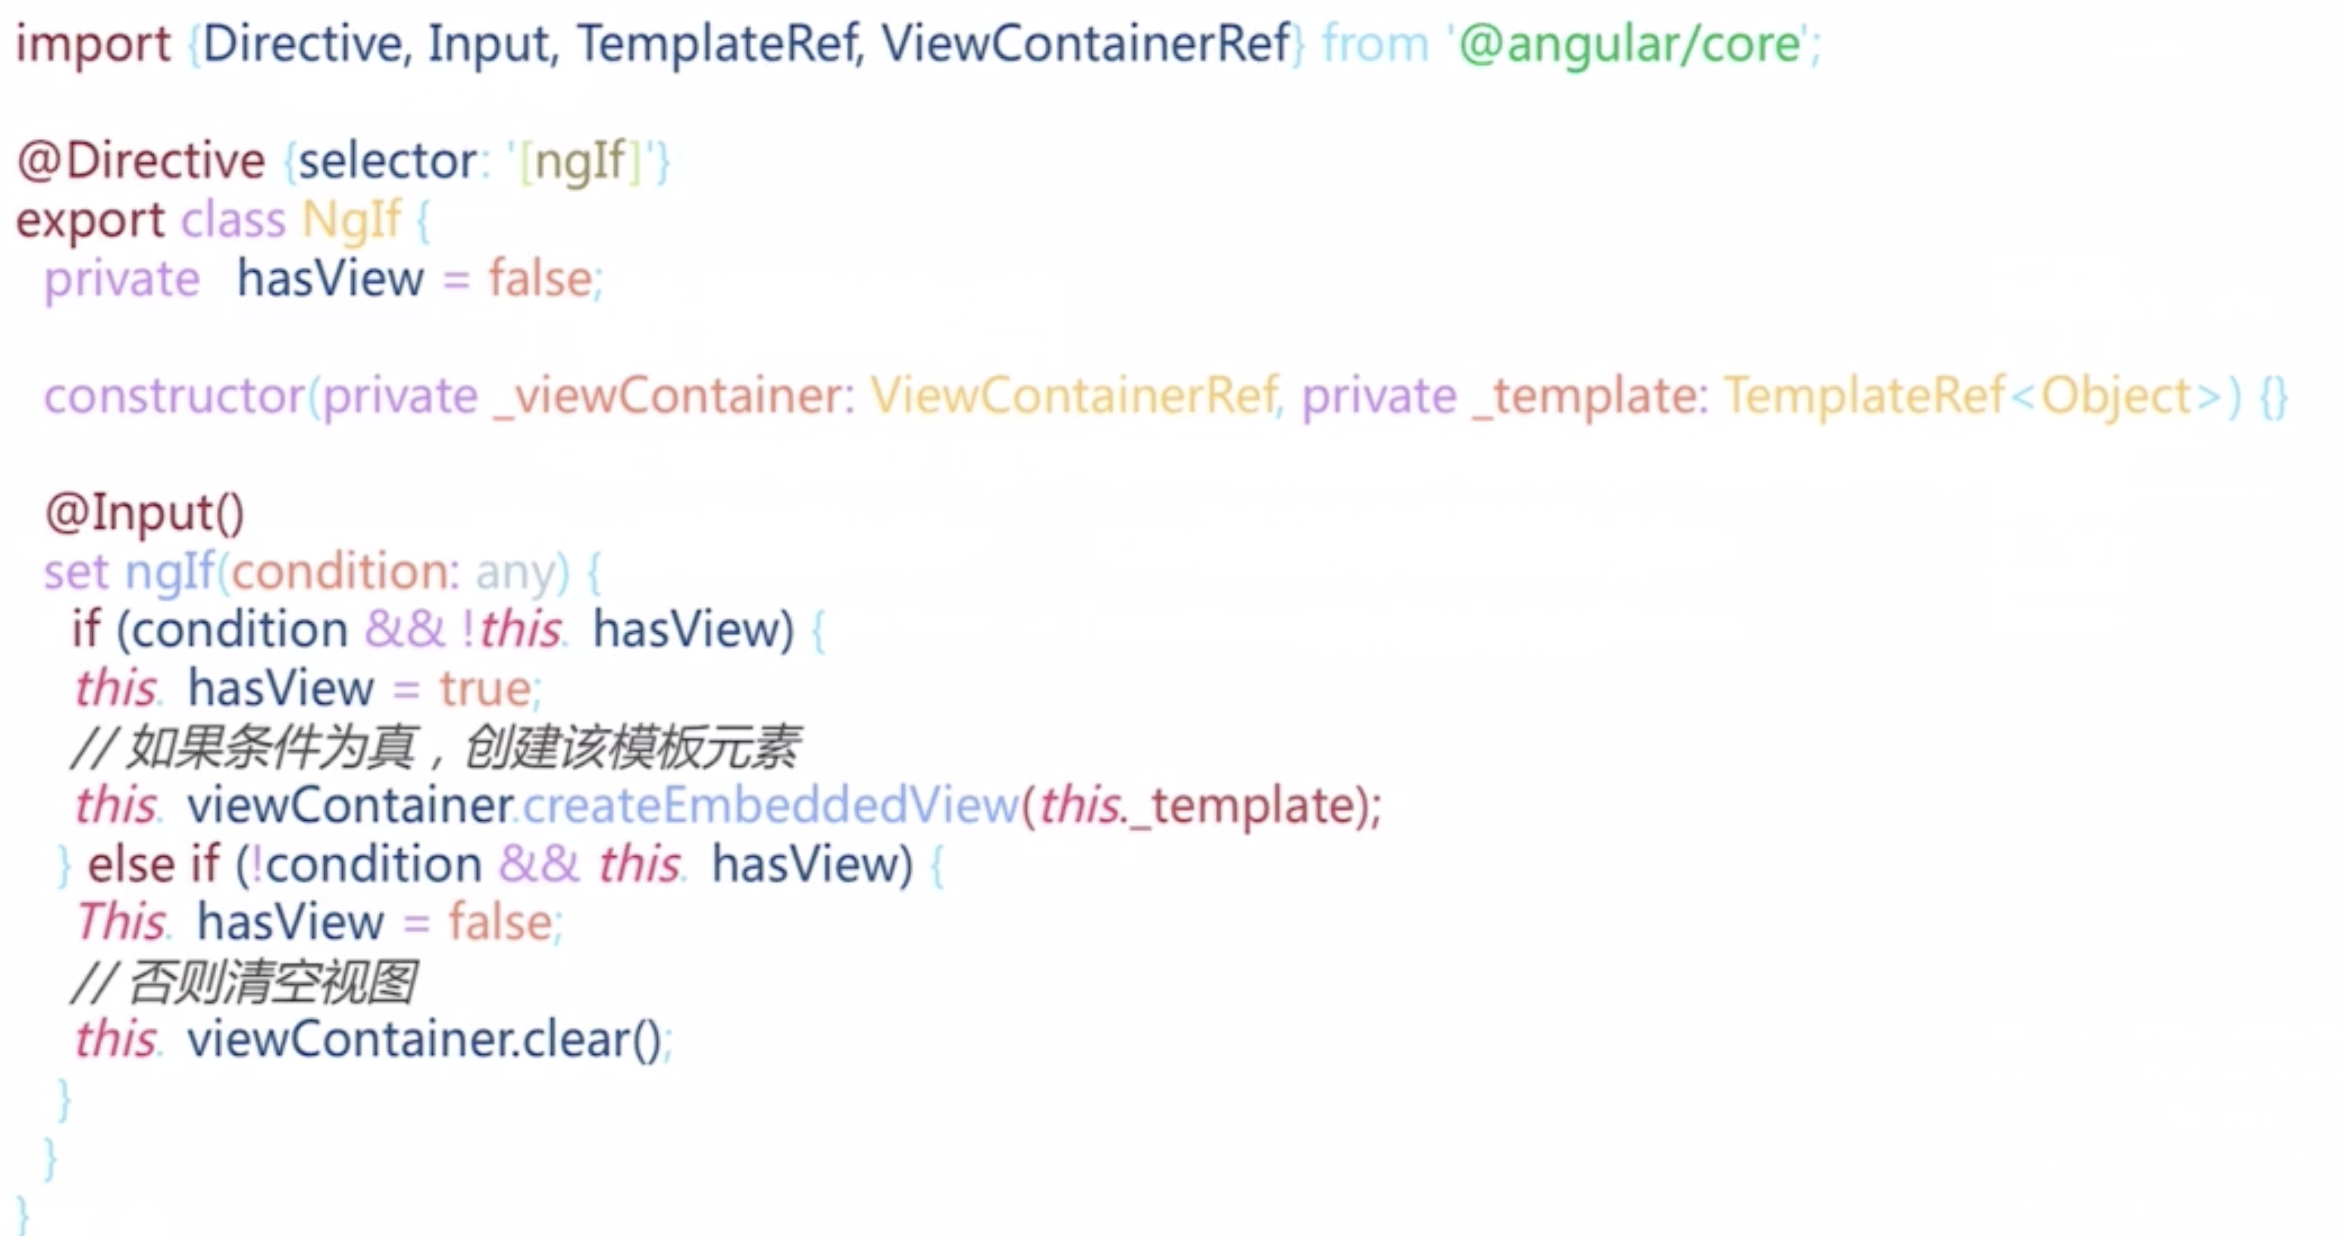 import {Directive, Input, TemplateRef, ViewContainerRef} from '@angular/core';
@Directive {selector: '[ngIf]'}
export class NgIf {
private hasView = false;
constructor(private _viewContainer: ViewContainerRef, private _template: TemplateRef<Object>) {}
@Input()
set ngIf(condition: any) {
if (condition && !this. hasView) {
this. hasView = true;
// 如果条件为真，创建该模板元素
this. viewContainer.createEmbeddedView(this._template);
} else if (!condition && this. hasView) {
This. hasView = false;
// 否则清空视图
this. viewContainer.clear();
}
}
}